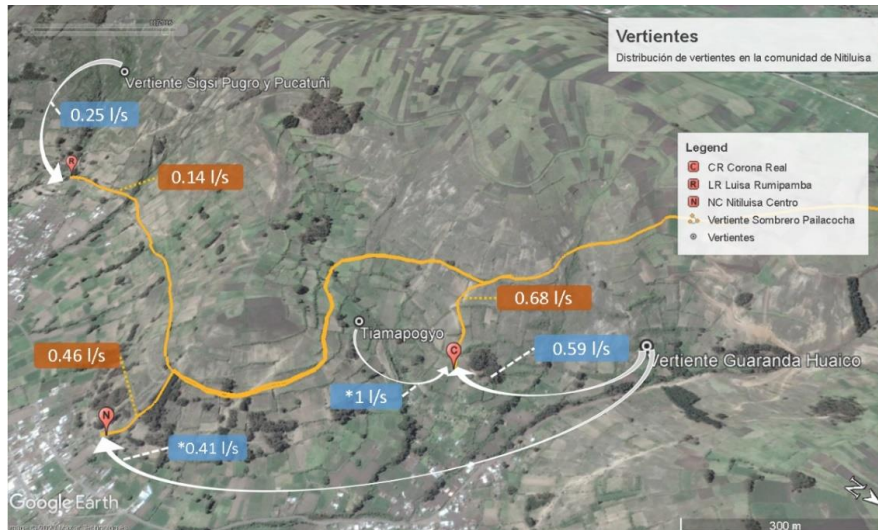 Vertientes
Distribución de vertientes en la comunidad de Nitiluisa
Vertiente Sigsi Pugro y Pucatuñi
0.25 l/s
Legend
CR Corona Real
LR Luisa Rumipamba
NC Nitiluisa Centro
Vertiente Sombrero Pailacocha
Vertientes
R
0.14 l/s
0.68 l/s
Tiamapogyo
C
0.59 l/s
Vertiente Guaranda Huaico
0.46 l/s
*1 l/s
N
*0.41 l/s
Google Earth
N
300 m